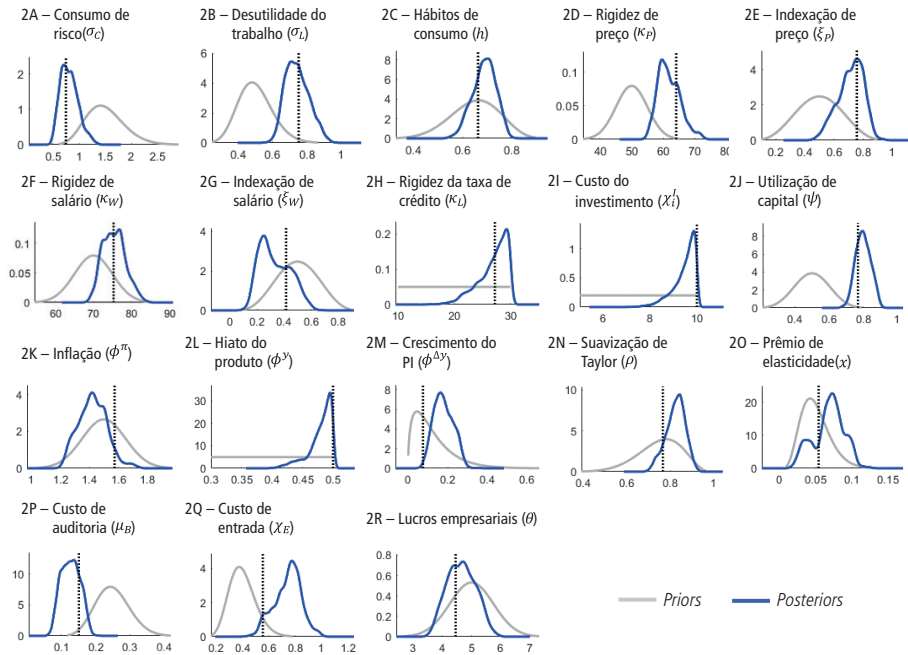 2A – Consumo de
risco(σC)
2B – Desutilidade do
trabalho (σL)
2C – Hábitos de
consumo (h)
2D – Rigidez de
preço (κP)
2E – Indexação de
preço (ξP)
2
1
0
0.5 1 1.5 2 2.5
6
4
2
0
0.4 0.6 0.8 1
8
6
4
2
0
0.4 0.6 0.8
0.1
0.05
0
40 50 60 70 80
4
2
0
0.2 0.4 0.6 0.8 1
2F – Rigidez de
salário (κW)
2G – Indexação de
salário (ξW)
2H – Rigidez da taxa de
crédito (κL)
2I – Custo do
investimento (χiI)
2J – Utilização de
capital (ψ)
0.1
0.05
0
60 70 80 90
4
2
0
0 0.2 0.4 0.6 0.8
0.2
0.1
0
10 20 30
1
0.5
0
6 8 10
8
6
4
2
0
0.4 0.6 0.8 1
2K – Inflação (ϕπ)
2L – Hiato do
produto (ϕy)
2M – Crescimento do
PI (ϕΔy)
2N – Suavização de
Taylor (ρ)
2O – Prêmio de
elasticidade(x)
4
2
0
1 1.2 1.4 1.6 1.8
30
20
10
0
0.3 0.4 0.5
8
6
4
2
0
0 0.2 0.4 0.6
10
5
0
0.4 0.6 0.8 1
30
20
10
0
0 0.05 0.1 0.15
2P – Custo de
auditoria (μB)
2Q – Custo de
entrada (χE)
2R – Lucros empresariais (θ)
10
5
0
0.1 0.2 0.3 0.4
4
2
0
0.2 0.4 0.6 0.8 1 1.2
0.8
0.6
0.4
0.2
0
3 4 5 6 7
Priors
Posteriors